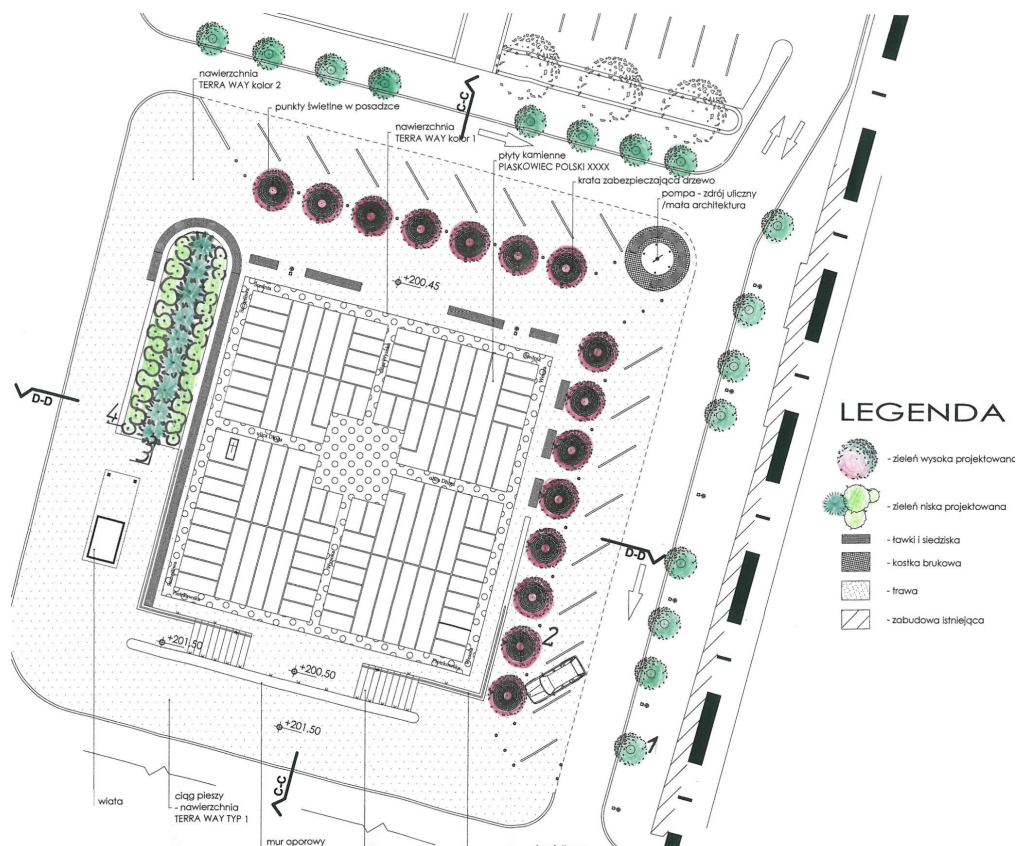 nawierzchnia
TERRA WAY kolor 2
punkty świetlne w posadzce
C-C
nawierzchnia
TERRA WAY kolor 1
płyty kamienne
PIASKOWIEC POLSKI XXXX
krata zabezpieczająca drzewo
pompa - zdrój uliczny
/mała architektura
+200,45
D-D
4
LEGENDA
- zieleń wysoka projektowana
- zieleń niska projektowana
- ławki i siedziska
- kostka brukowa
- trawa
- zabudowa istniejąca
D-D
+201,50
+200,50
2
+201,50
1
C-C
wiata
ciąg pieszy
- nawierzchnia
TERRA WAY TYP 1
mur oporowy